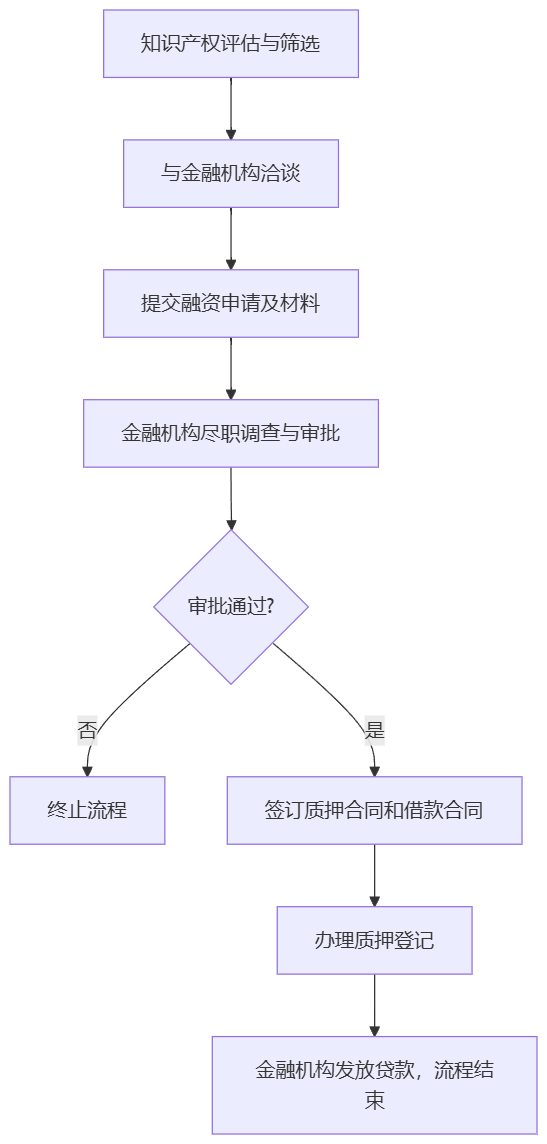 知识产权评估与筛选
与金融机构洽谈
提交融资申请及材料
金融机构尽职调查与审批
审批通过?
否
是
终止流程
签订质押合同和借款合同
办理质押登记
金融机构发放贷款，流程结
束